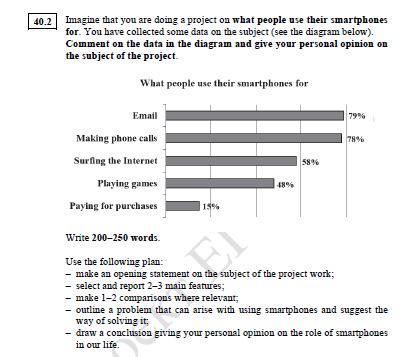 40.2 Imagine that you are doing a project on what people use their smartphones
for. You have collected some data on the subject (see the diagram below).
Comment on the data in the diagram and give your personal opinion on
the subject of the project.
What people use their smartphones for
Email 79%
Making phone calls 78%
Surfing the Internet 58%
Playing games 48%
Paying for purchases 15%
Write 200–250 words.
Use the following plan:
– make an opening statement on the subject of the project work;
– select and report 2–3 main features;
– make 1–2 comparisons where relevant;
– outline a problem that can arise with using smartphones and suggest the
way of solving it;
– draw a conclusion giving your personal opinion on the role of smartphones
in our life.